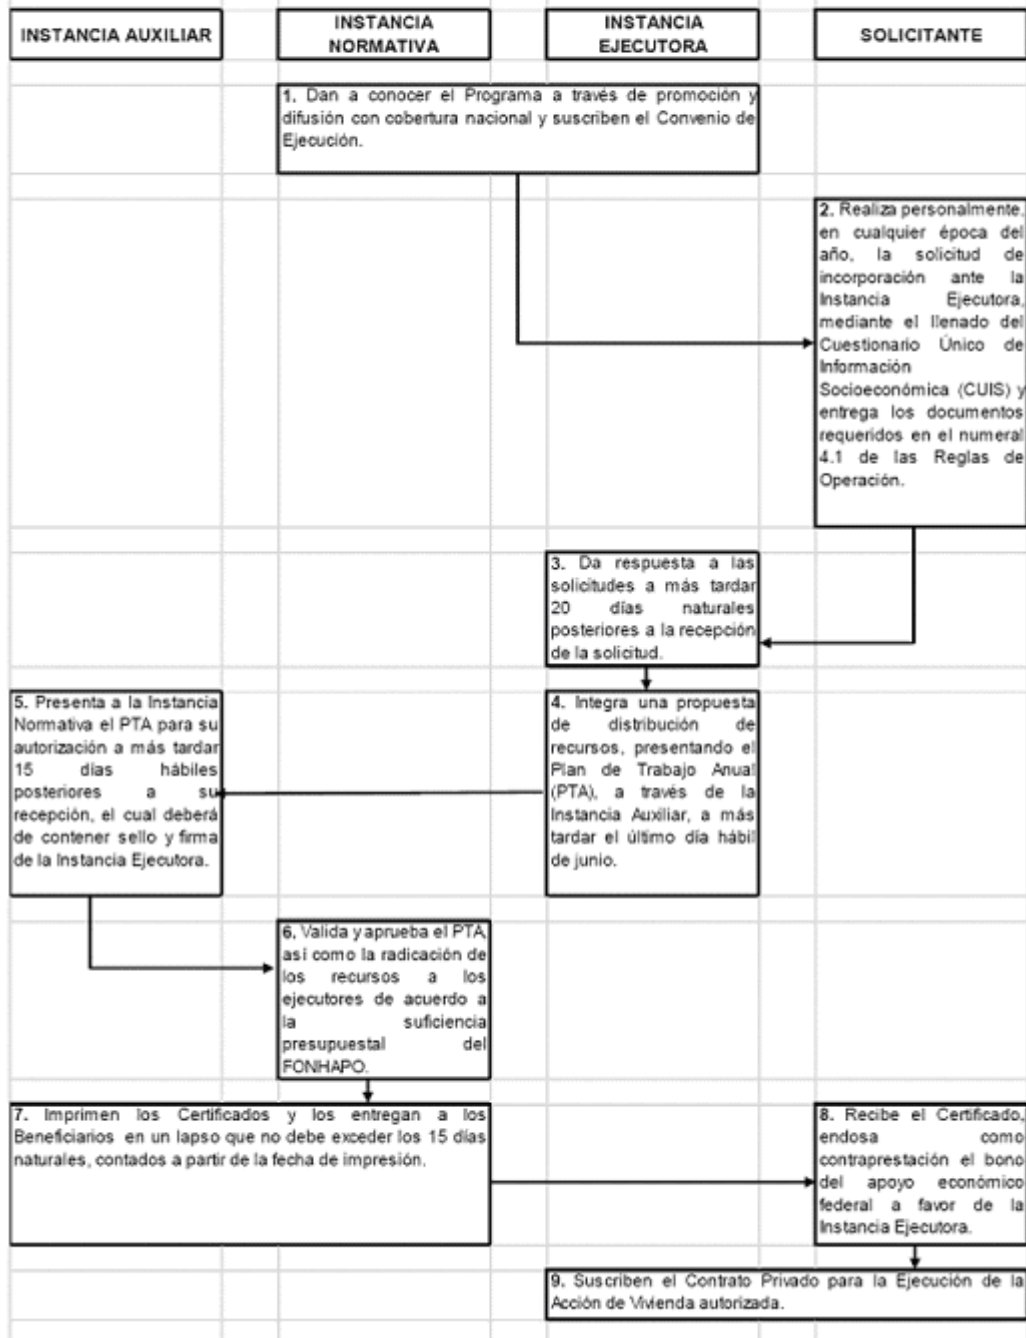 INSTANCIA AUXILIAR
INSTANCIA
NORMATIVA
INSTANCIA
EJECUTORA
SOLICITANTE
1. Dan a conocer el Programa a través de promoción y
difusión con cobertura nacional y suscriben el Convenio de
Ejecución.
2. Realiza personalmente,
en cualquier época del
año, la solicitud de
incorporación ante la
Instancia Ejecutora,
mediante el llenado del
Cuestionario Único de
Información
Socioeconómica (CUIS) y
entrega los documentos
requeridos en el numeral
4.1 de las Reglas de
Operación.
3. Da respuesta a las
solicitudes a más tardar
20 días naturales
posteriores a la recepción
de la solicitud.
4. Integra una propuesta
de distribución de
recursos, presentando el
Plan de Trabajo Anual
(PTA), a través de la
Instancia Auxiliar, a más
tardar el último día hábil
de junio.
5. Presenta a la Instancia
Normativa el PTA para su
autorización a más tardar
15 días hábiles
posteriores a su
recepción, el cual deberá
de contener sello y firma
de la Instancia Ejecutora.
6. Valida y aprueba el PTA,
así como la radicación de
los recursos a los
ejecutores de acuerdo a
la suficiencia
presupuestal del
FONHAPO.
7. Imprimen los Certificados y los entregan a los
Beneficiarios en un lapso que no debe exceder los 15 días
naturales, contados a partir de la fecha de impresión.
8. Recibe el Certificado,
endosa como
contraprestación el bono
del apoyo económico
federal a favor de la
Instancia Ejecutora.
9. Suscriben el Contrato Privado para la Ejecución de la
Acción de Vivienda autorizada.